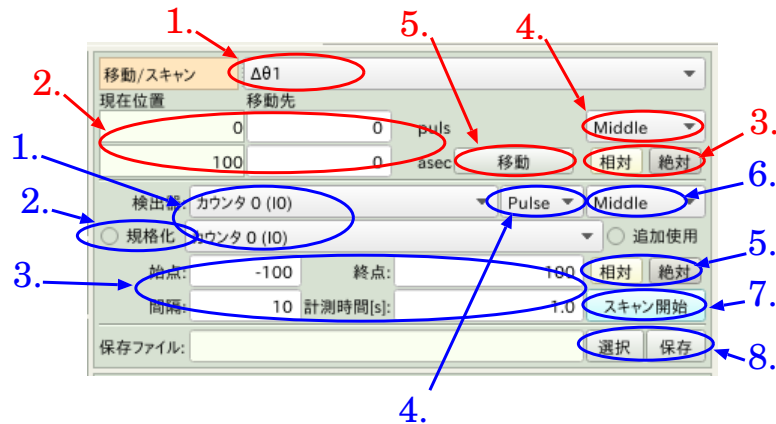 1.
5.
4.
移動/スキャン Δθ1
2.
現在位置 移動先
0 0 puls Middle
3.
100 0 asec 移動 相対 絶対
1.
6.
検出器: カウンタ 0 (I0) Pulse Middle
2.
規格化 カウンタ 0 (I0) 追加使用
5.
3.
始点: -100 終点: 100 相対 絶対
7.
間隔: 10 計測時間[s]: 1.0 スキャン開始
保存ファイル: 選択 保存
8.
4.